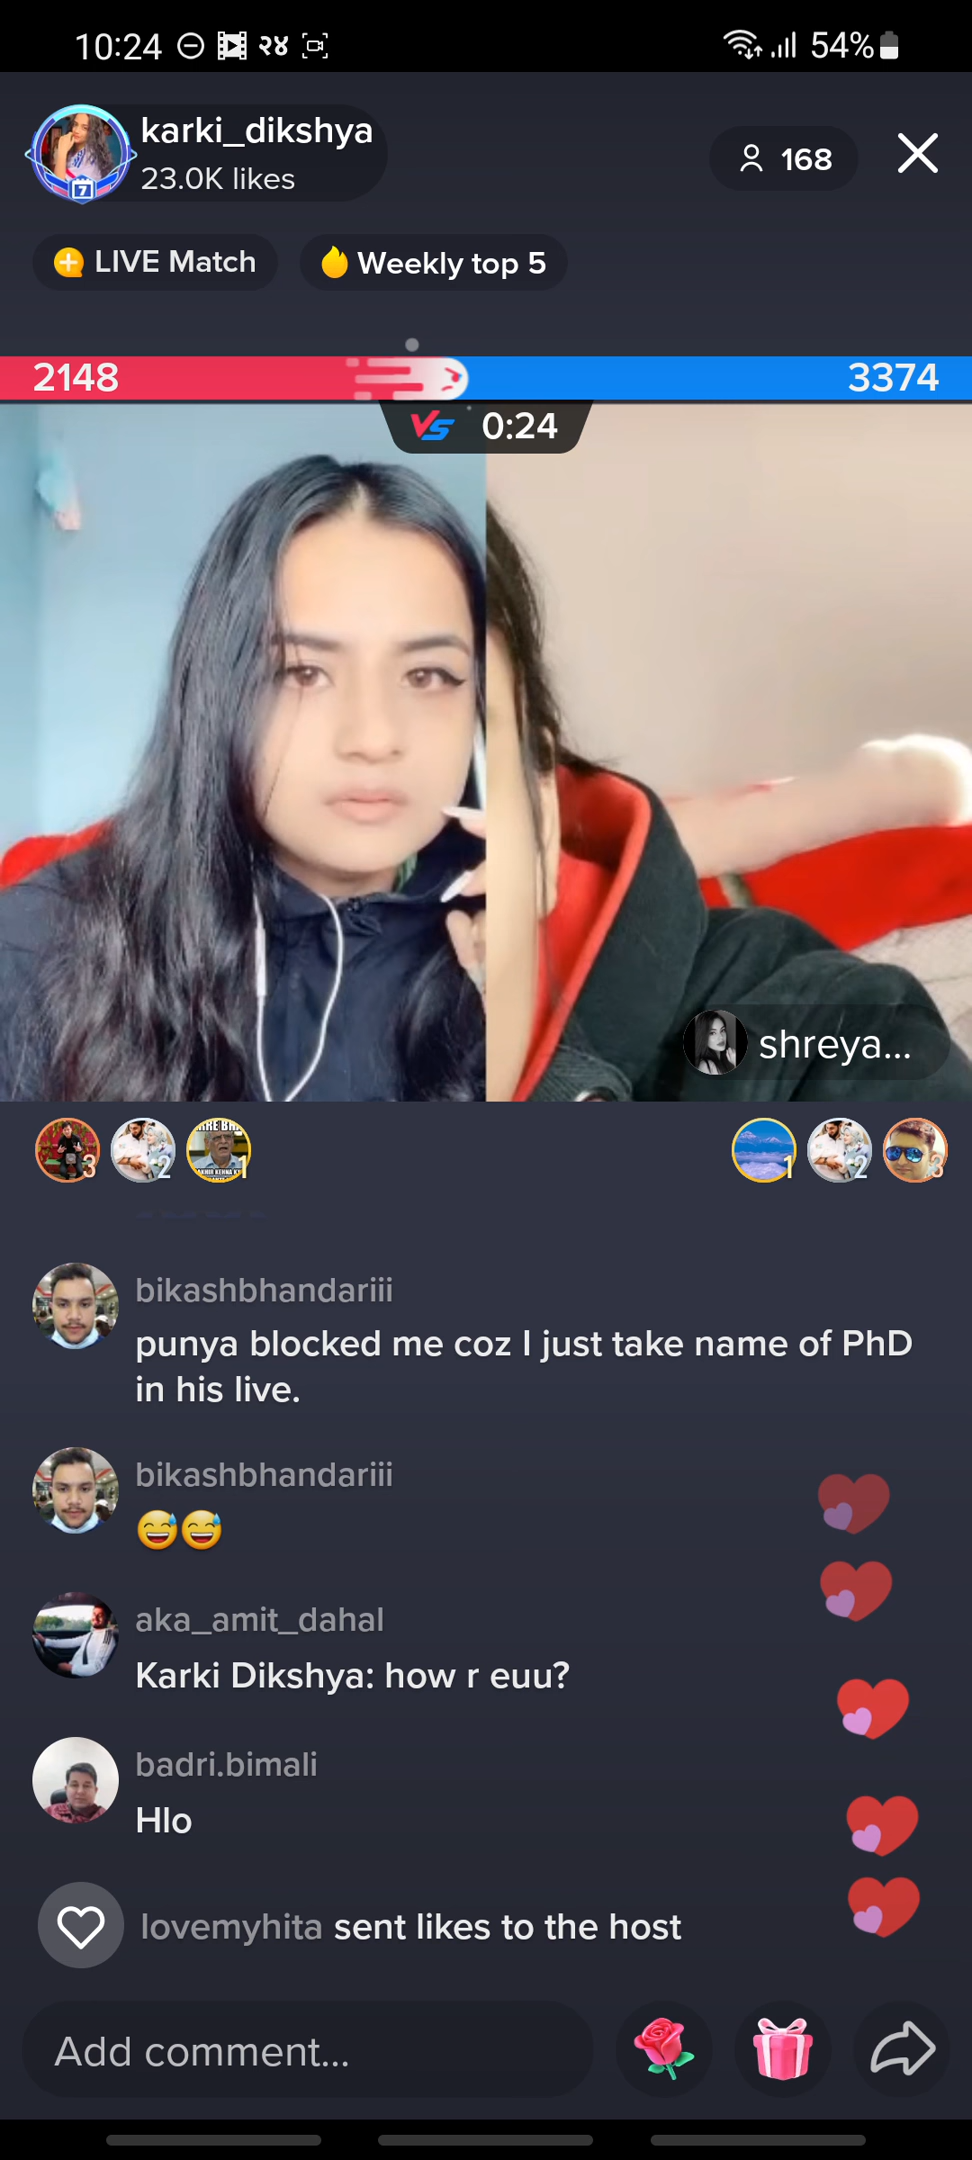 10:24 २४ 54%
karki_dikshya
23.0K likes
168
7
LIVE Match
Weekly top 5
2148
3374
VS 0:24
shreya...
3
2
1
1
2
3
bikashbhandariii
punya blocked me coz I just take name of PhD
in his live.
bikashbhandariii
😅😅
aka_amit_dahal
Karki Dikshya: how r euu?
badri.bimali
Hlo
lovemyhita sent likes to the host
Add comment...